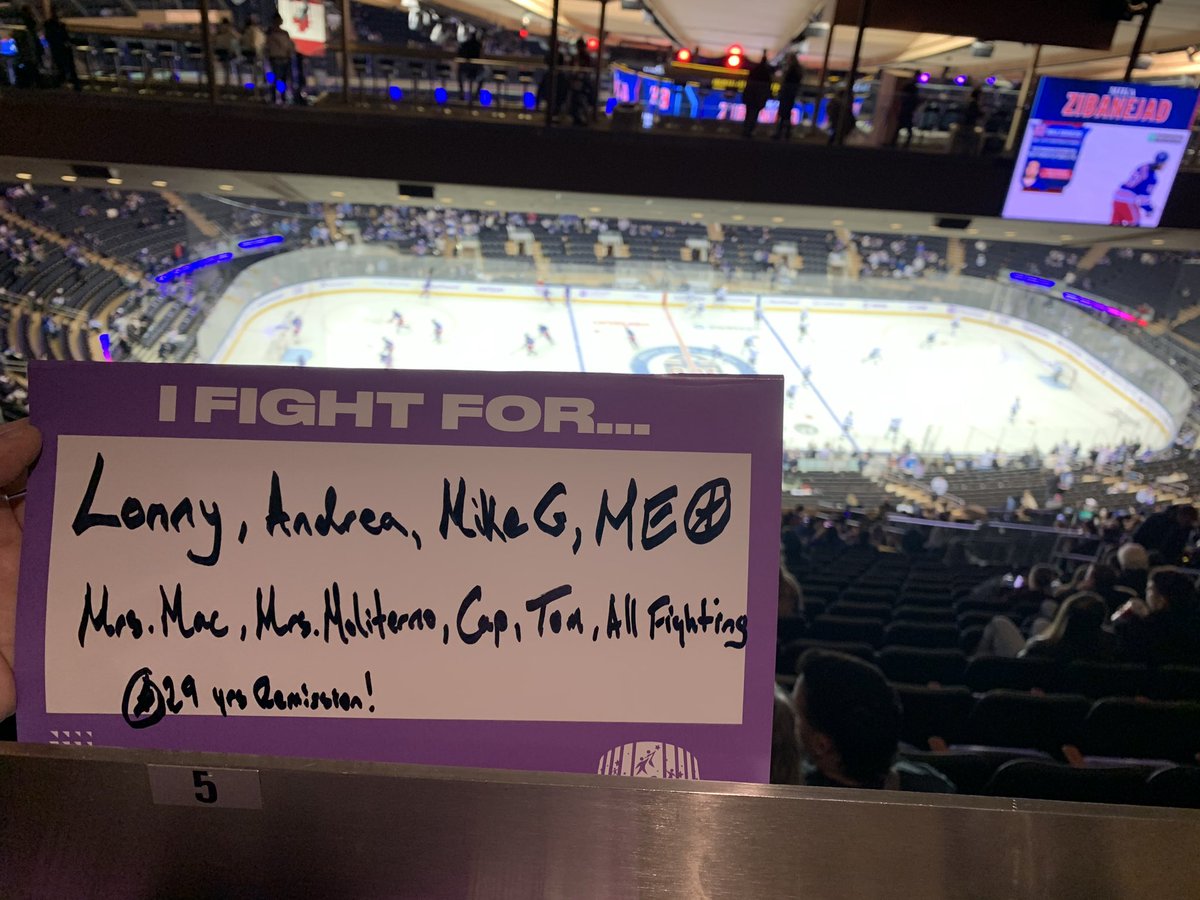 ZIBANEJAD
I FIGHT FOR...
Lonny, Andrea, Mike G, ME*
Mrs. Mac, Mrs. Moliterno, Cap, Tom, All Fighting
*29 yrs Remission!
5